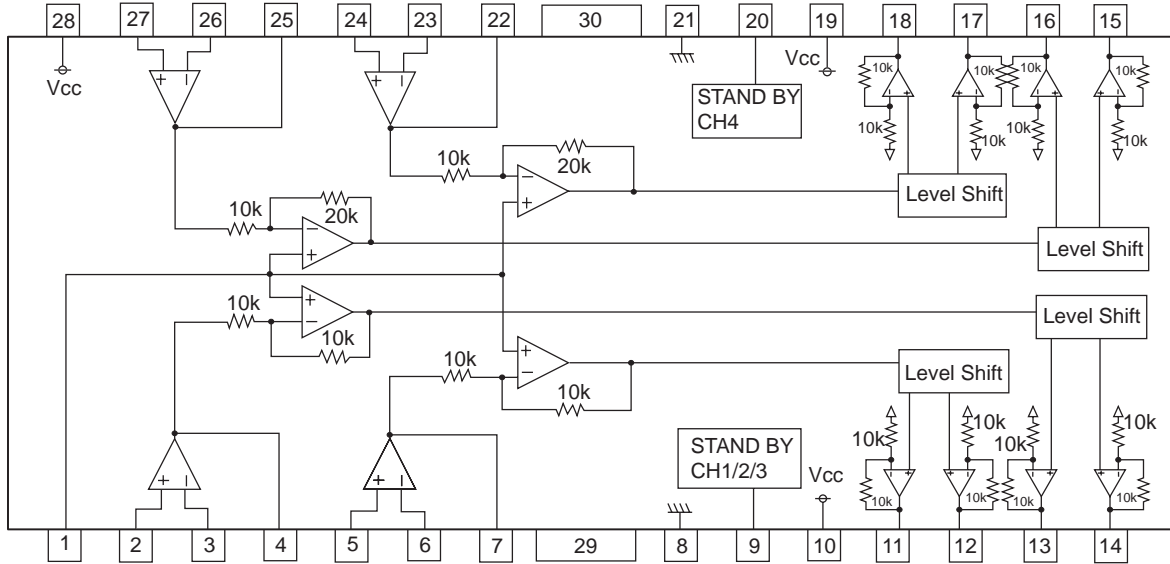 28 27 26 25 24 23 22 30 21 20 19 18 17 16 15
Vcc
+ −
+ −
STAND BY
CH4
Vcc
10k 10k 10k 10k
− + + − − + + −
10k 10k 10k 10k
10k
20k
−
+
Level Shift
10k
20k
−
+
Level Shift
10k
+
−
10k
Level Shift
10k
+
−
10k
Level Shift
10k 10k 10k 10k
− + + − − + + −
10k 10k 10k 10k
+ −
+ −
STAND BY
CH1/2/3
Vcc
1 2 3 4 5 6 7 29 8 9 10 11 12 13 14